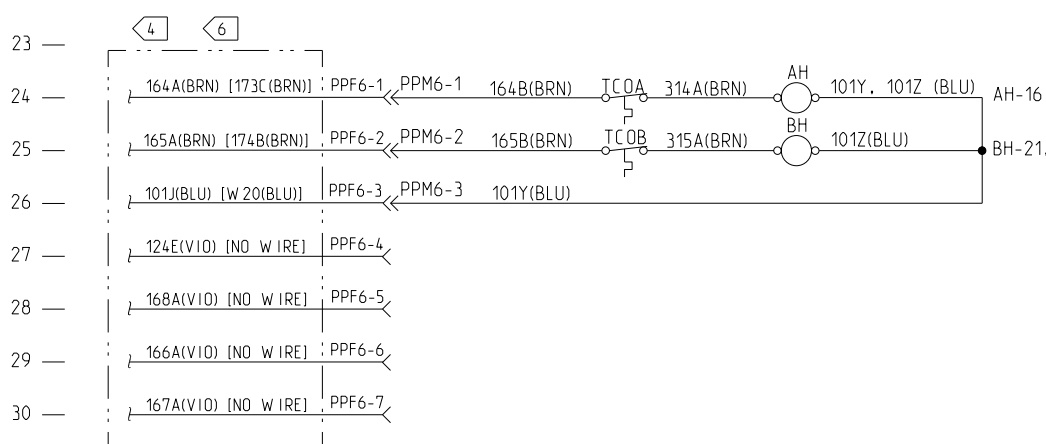 4 6
23
24 164A(BRN) [173C(BRN)] PPF6-1 PPM6-1 164B(BRN) TCOA 314A(BRN) AH 101Y, 101Z (BLU) AH-16
25 165A(BRN) [174B(BRN)] PPF6-2 PPM6-2 165B(BRN) TCOB 315A(BRN) BH 101Z(BLU) BH-21,
26 101J(BLU) [W20(BLU)] PPF6-3 PPM6-3 101Y(BLU)
27 124E(VIO) [NO WIRE] PPF6-4
28 168A(VIO) [NO WIRE] PPF6-5
29 166A(VIO) [NO WIRE] PPF6-6
30 167A(VIO) [NO WIRE] PPF6-7